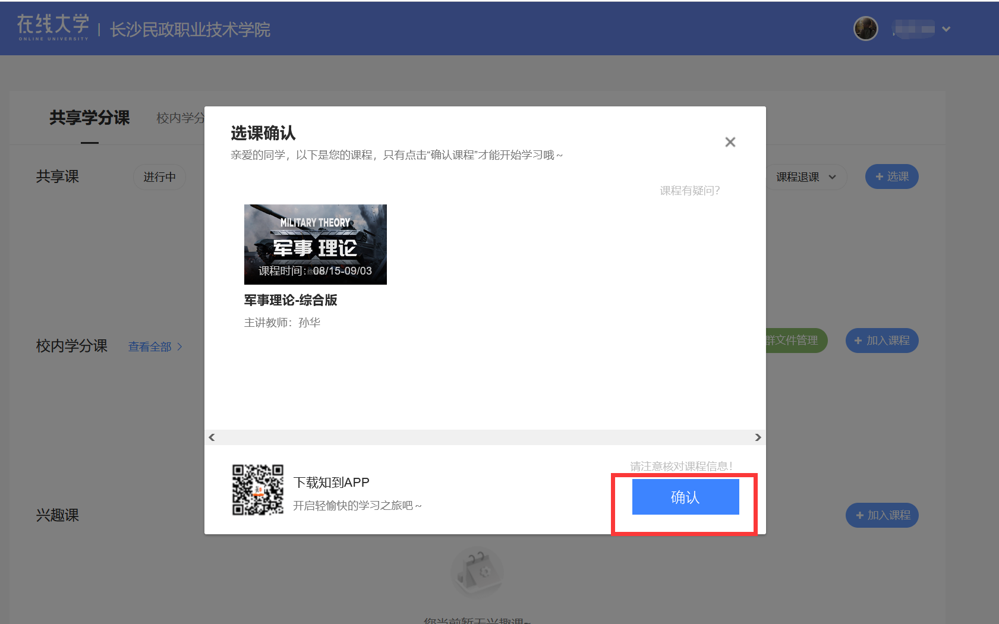 在线大学
ONLINE UNIVERSITY
长沙民政职业技术学院
共享学分课
校内学分
选课确认
亲爱的同学，以下是您的课程，只有点击“确认课程”才能开始学习哦~
共享课
进行中
课程退课
+ 选课
课程有疑问？
MILITARY THEORY
军事理论
课程时间：08/15-09/03
军事理论-综合版
主讲教师：孙华
校内学分课
查看全部
群文件管理
+ 加入课程
请注意核对课程信息！
下载知到APP
确认
开启轻愉快的学习之旅吧~
兴趣课
+ 加入课程
您当前暂无兴趣课~